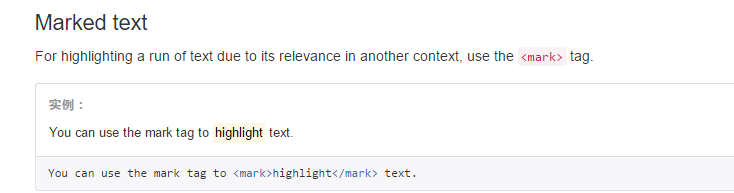 Marked text
For highlighting a run of text due to its relevance in another context, use the <mark> tag.
实例：
You can use the mark tag to highlight text.
You can use the mark tag to <mark>highlight</mark> text.